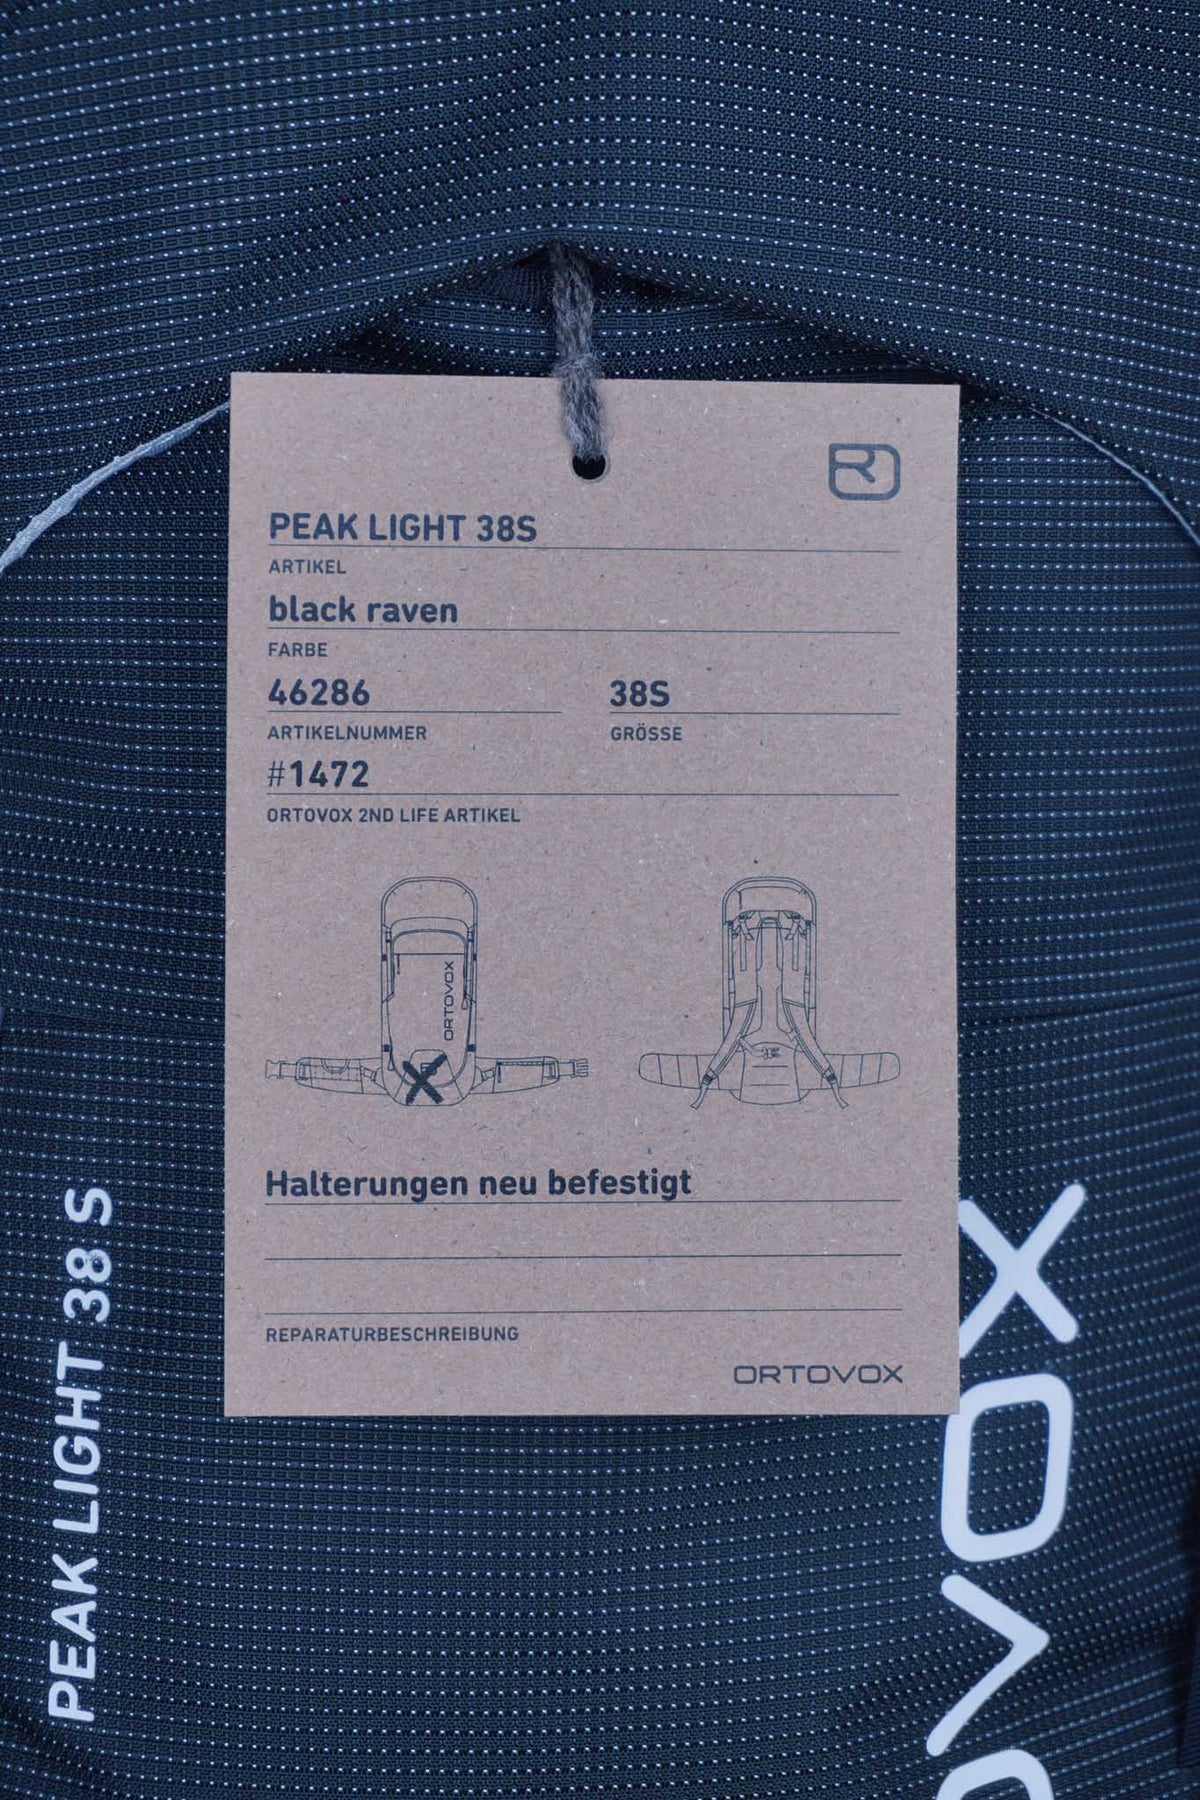 PEAK LIGHT 38S
ARTIKEL
black raven
FARBE
46286 38S
ARTIKELNUMMER GRÖSSE
#1472
ORTOVOX 2ND LIFE ARTIKEL
ORTOVOX
Halterungen neu befestigt
REPARATURBESCHREIBUNG
ORTOVOX
PEAK LIGHT 38 S
OVOX